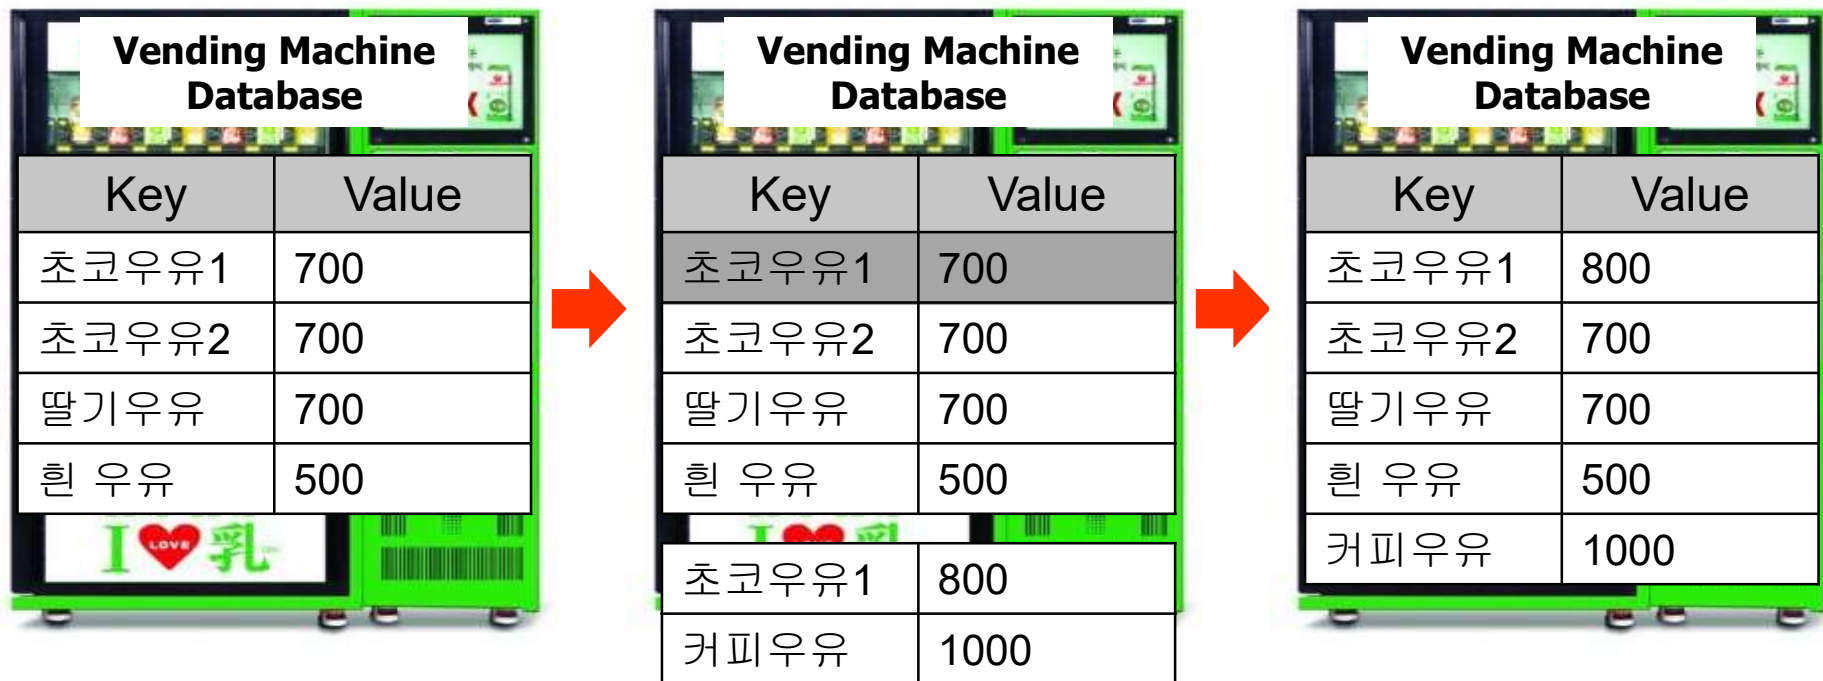 Vending Machine
Database
Key Value
초코우유1 700
초코우유2 700
딸기우유 700
흰 우유 500
I LOVE 乳
Vending Machine
Database
Key Value
초코우유1 700
초코우유2 700
딸기우유 700
흰 우유 500
초코우유1 800
커피우유 1000
Vending Machine
Database
Key Value
초코우유1 800
초코우유2 700
딸기우유 700
흰 우유 500
커피우유 1000